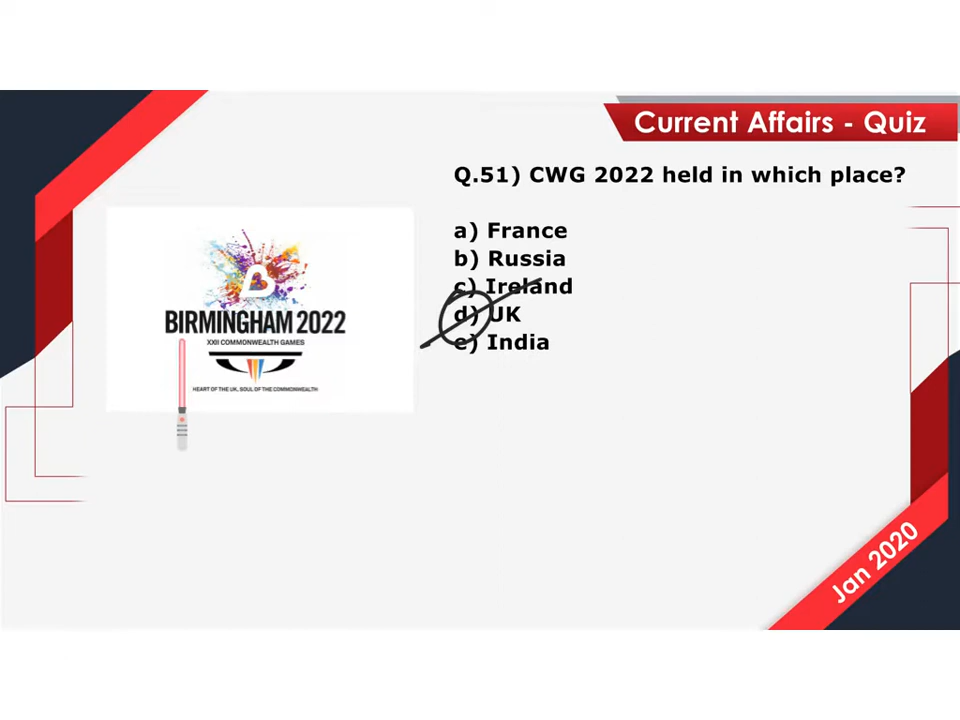 Current Affairs - Quiz
Q.51) CWG 2022 held in which place?
a) France
b) Russia
c) Ireland
d) UK
e) India
BIRMINGHAM 2022
XXII COMMONWEALTH GAMES
HEART OF THE UK, SOUL OF THE COMMONWEALTH
Jan 2020